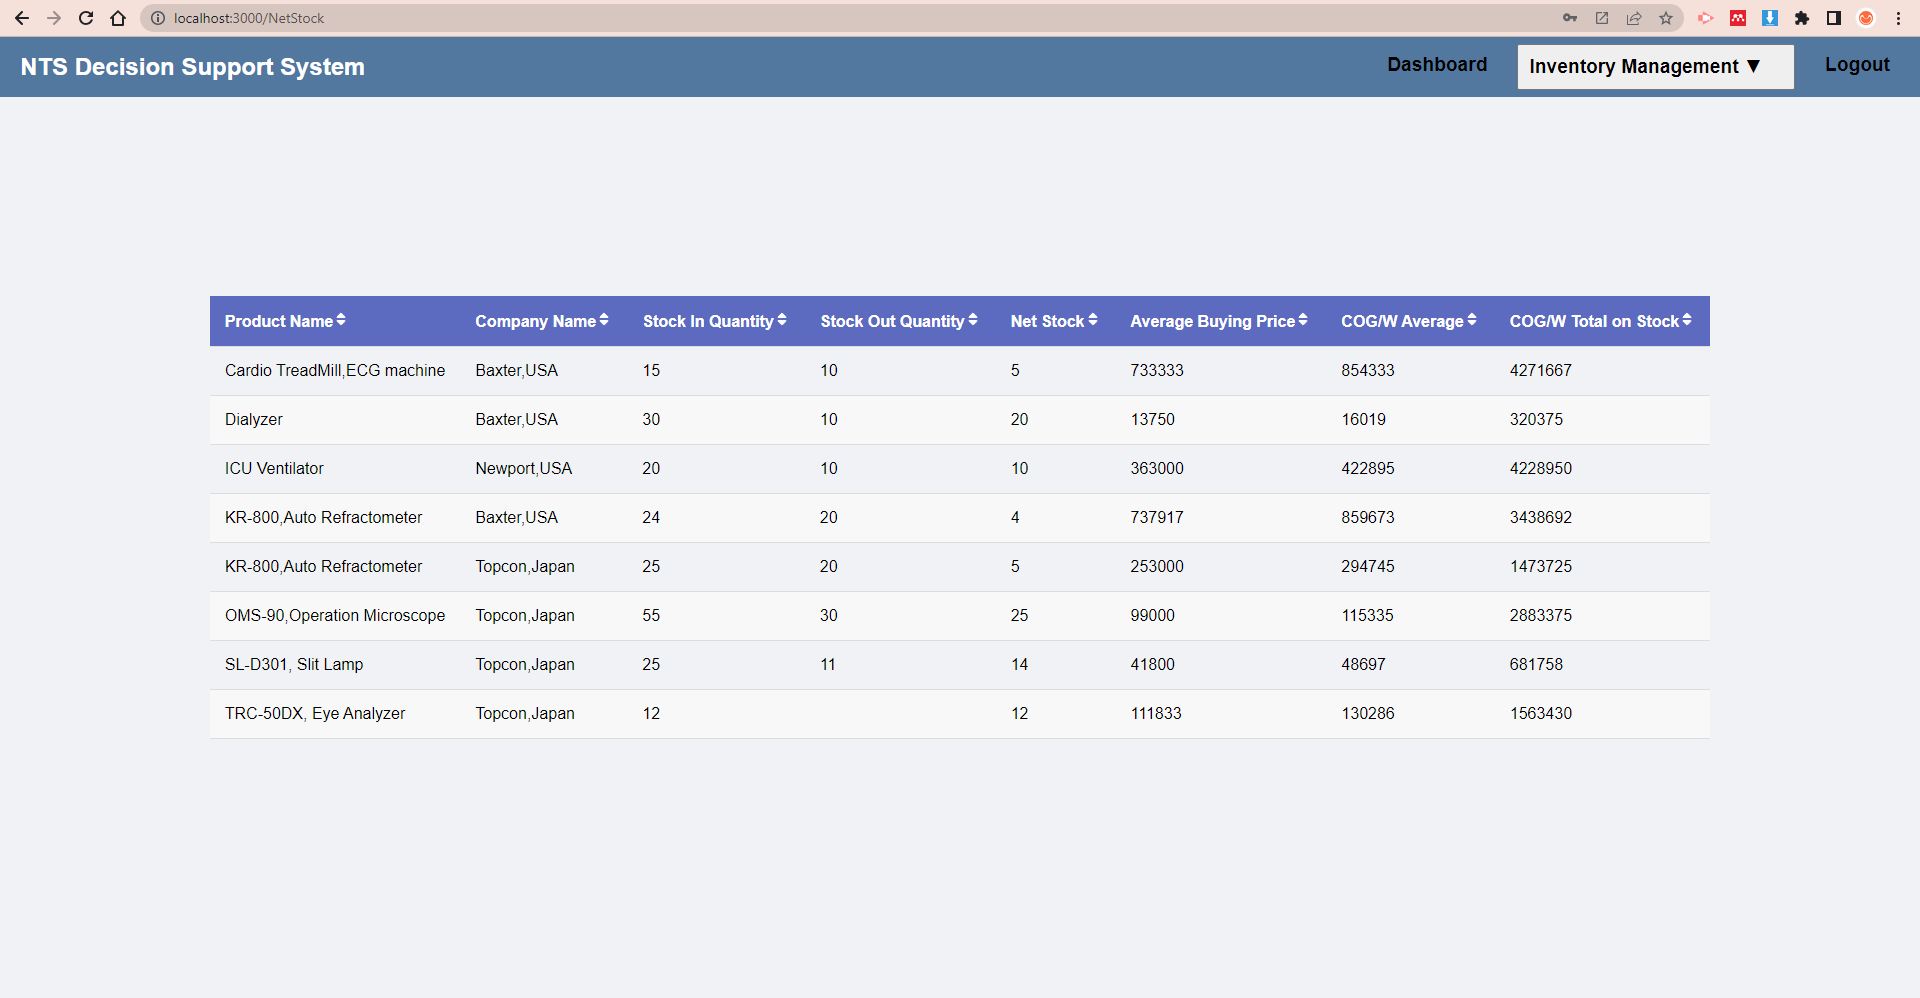 localhost:3000/NetStock
NTS Decision Support System Dashboard Inventory Management ▼ Logout
Product Name Company Name Stock In Quantity Stock Out Quantity Net Stock Average Buying Price COG/W Average COG/W Total on Stock
Cardio TreadMill,ECG machine Baxter,USA 15 10 5 733333 854333 4271667
Dialyzer Baxter,USA 30 10 20 13750 16019 320375
ICU Ventilator Newport,USA 20 10 10 363000 422895 4228950
KR-800,Auto Refractometer Baxter,USA 24 20 4 737917 859673 3438692
KR-800,Auto Refractometer Topcon,Japan 25 20 5 253000 294745 1473725
OMS-90,Operation Microscope Topcon,Japan 55 30 25 99000 115335 2883375
SL-D301, Slit Lamp Topcon,Japan 25 11 14 41800 48697 681758
TRC-50DX, Eye Analyzer Topcon,Japan 12 12 111833 130286 1563430